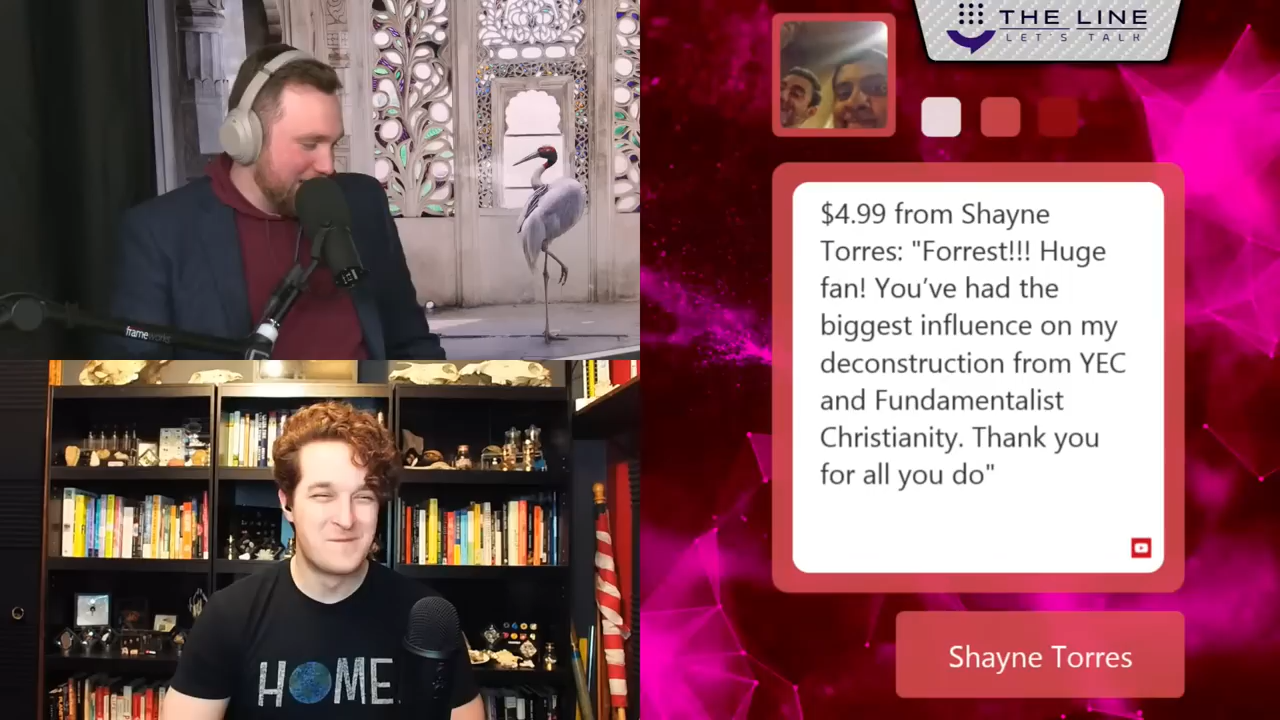 THE LINE
LET'S TALK
$4.99 from Shayne
Torres: "Forrest!!! Huge
fan! You've had the
biggest influence on my
deconstruction from YEC
and Fundamentalist
Christianity. Thank you
for all you do"
Shayne Torres
frameworks
HOME